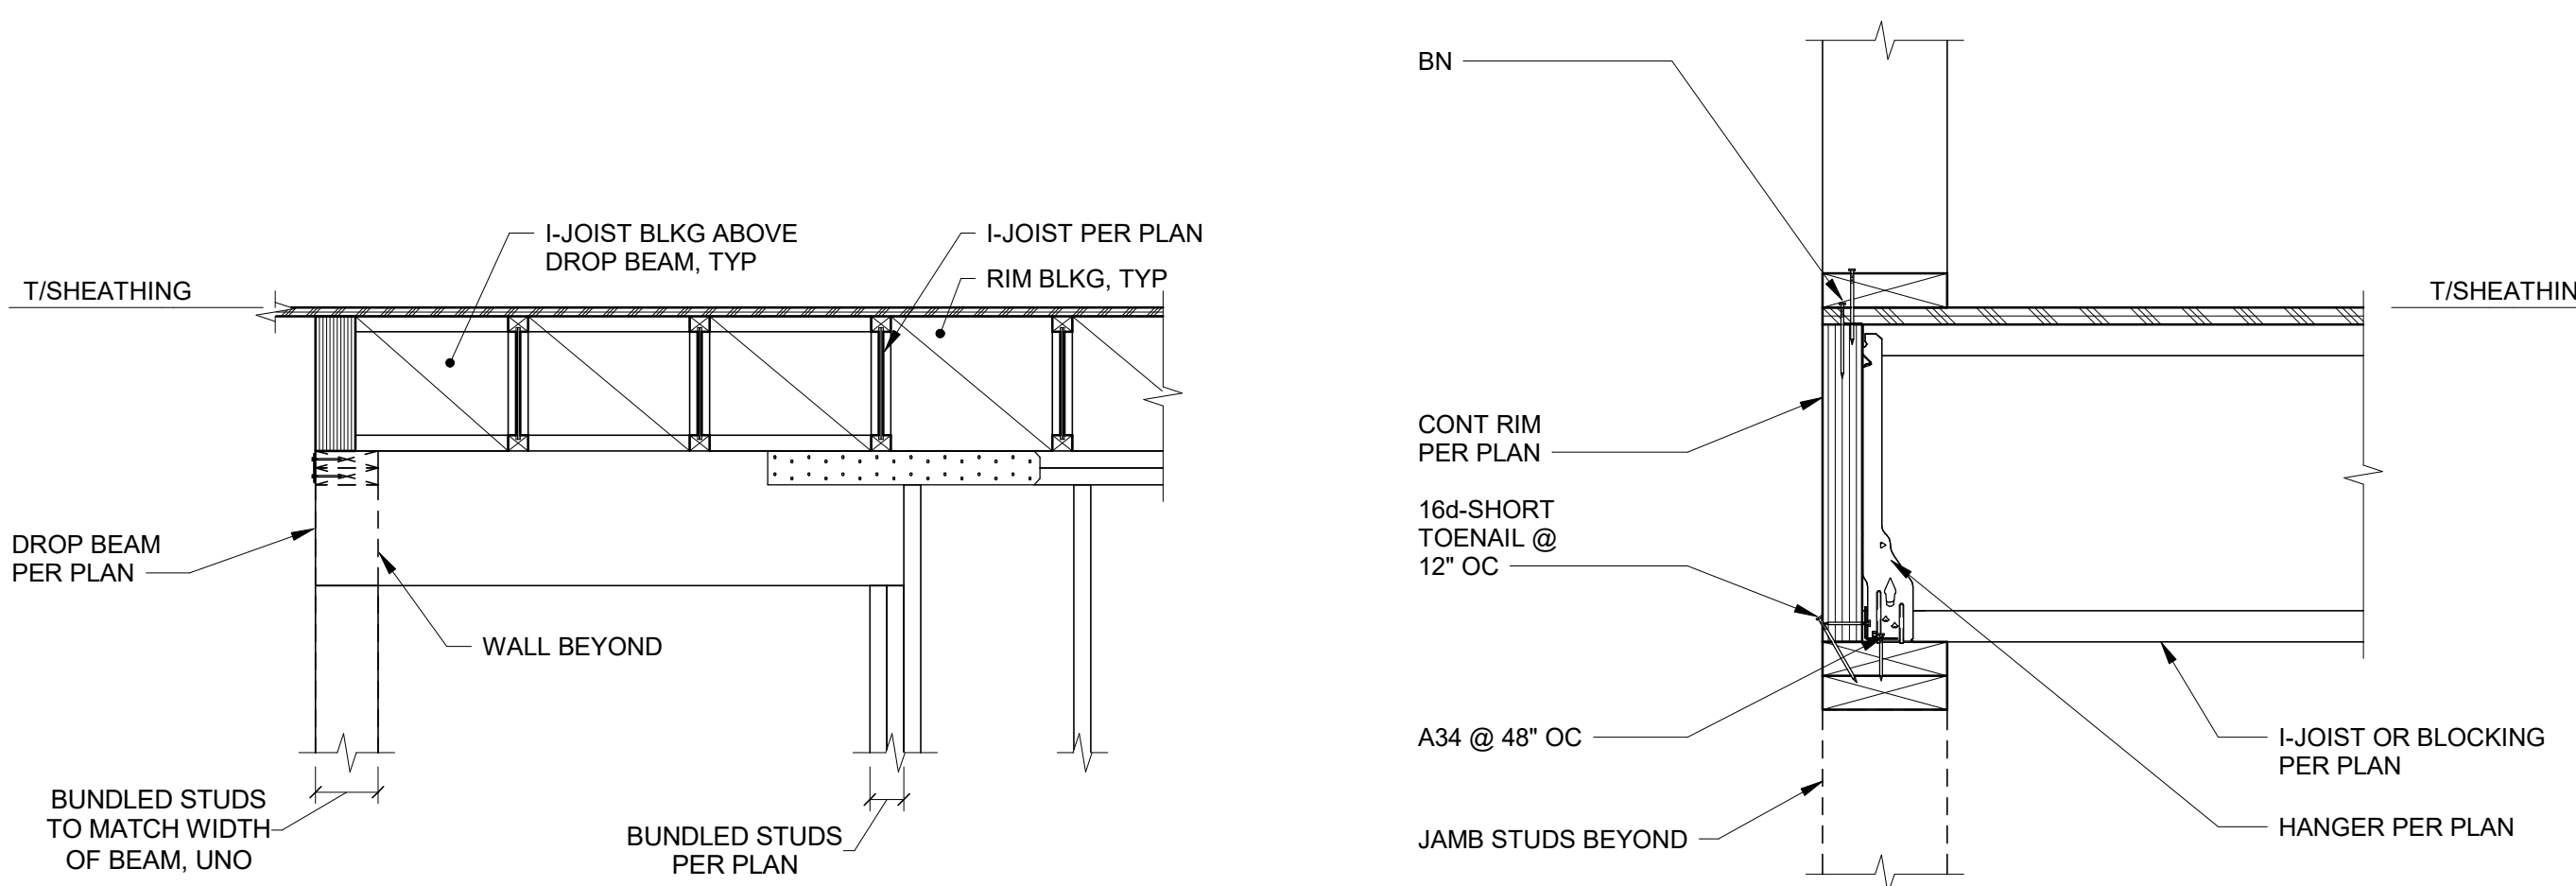 I-JOIST BLKG ABOVE
DROP BEAM, TYP
I-JOIST PER PLAN
RIM BLKG, TYP
T/SHEATHING
DROP BEAM
PER PLAN
WALL BEYOND
BUNDLED STUDS
TO MATCH WIDTH
OF BEAM, UNO
BUNDLED STUDS
PER PLAN
BN
T/SHEATHIN
CONT RIM
PER PLAN
16d-SHORT
TOENAIL @
12" OC
A34 @ 48" OC
I-JOIST OR BLOCKING
PER PLAN
HANGER PER PLAN
JAMB STUDS BEYOND